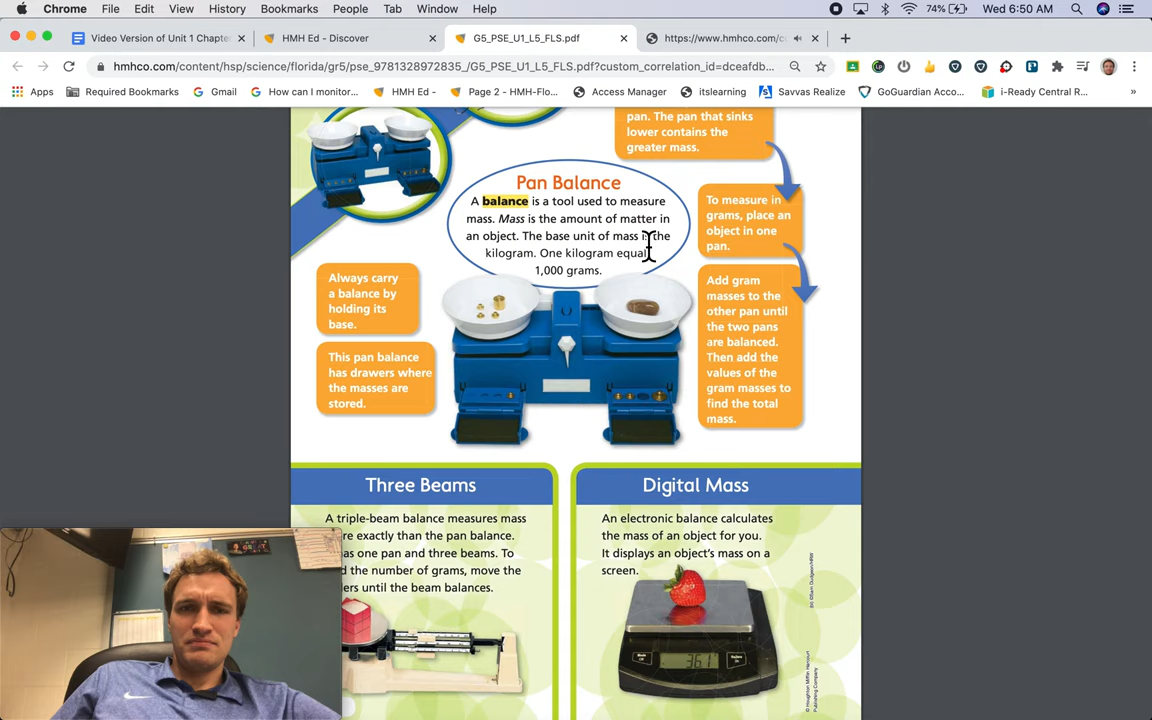 Chrome File Edit View History Bookmarks People Tab Window Help 74% Wed 6:50 AM
Video Version of Unit 1 Chapte HMH Ed - Discover G5_PSE_U1_L5_FLS.pdf https://www.hmhco.com/c
hmhco.com/content/hsp/science/florida/gr5/pse_9781328972835_/G5_PSE_U1_L5_FLS.pdf?custom_correlation_id=dceafdb...
Apps Required Bookmarks Gmail How can I monitor... HMH Ed - Page 2 - HMH-Flo... Access Manager itslearning Savvas Realize GoGuardian Acco... i-Ready Central R... »
pan. The pan that sinks
lower contains the
greater mass.
Pan Balance
A balance is a tool used to measure
mass. Mass is the amount of matter in
an object. The base unit of mass is the
kilogram. One kilogram equal
1,000 grams.
To measure in
grams, place an
object in one
pan.
Always carry
a balance by
holding its
base.
Add gram
masses to the
other pan until
the two pans
are balanced.
Then add the
values of the
gram masses to
find the total
mass.
This pan balance
has drawers where
the masses are
stored.
Three Beams
A triple-beam balance measures mass
re exactly than the pan balance.
as one pan and three beams. To
d the number of grams, move the
ers until the beam balances.
Digital Mass
An electronic balance calculates
the mass of an object for you.
It displays an object's mass on a
screen.
36.1
© Houghton Mifflin Harcourt
Publishing Company
GREAT